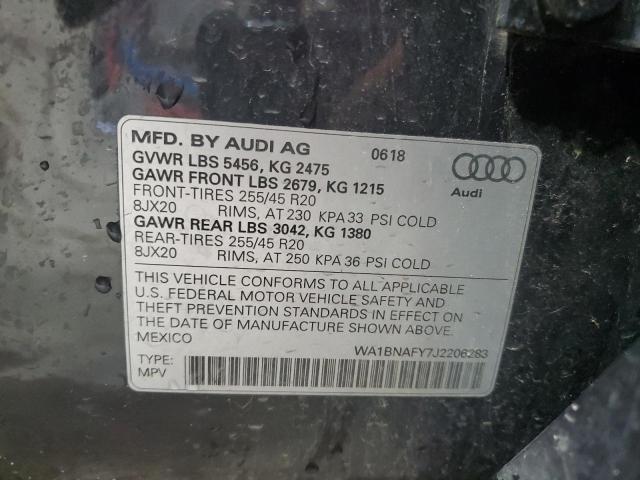 MFD. BY AUDI AG 0618
GVWR LBS 5456, KG 2475
GAWR FRONT LBS 2679, KG 1215
FRONT-TIRES 255/45 R20
8JX20 RIMS, AT 230 KPA 33 PSI COLD
GAWR REAR LBS 3042, KG 1380
REAR-TIRES 255/45 R20
8JX20 RIMS, AT 250 KPA 36 PSI COLD
Audi
THIS VEHICLE CONFORMS TO ALL APPLICABLE
U.S. FEDERAL MOTOR VEHICLE SAFETY AND
THEFT PREVENTION STANDARDS IN EFFECT ON
THE DATE OF MANUFACTURE SHOWN ABOVE.
MEXICO
WA1BNAFY7J2206283
TYPE:
MPV